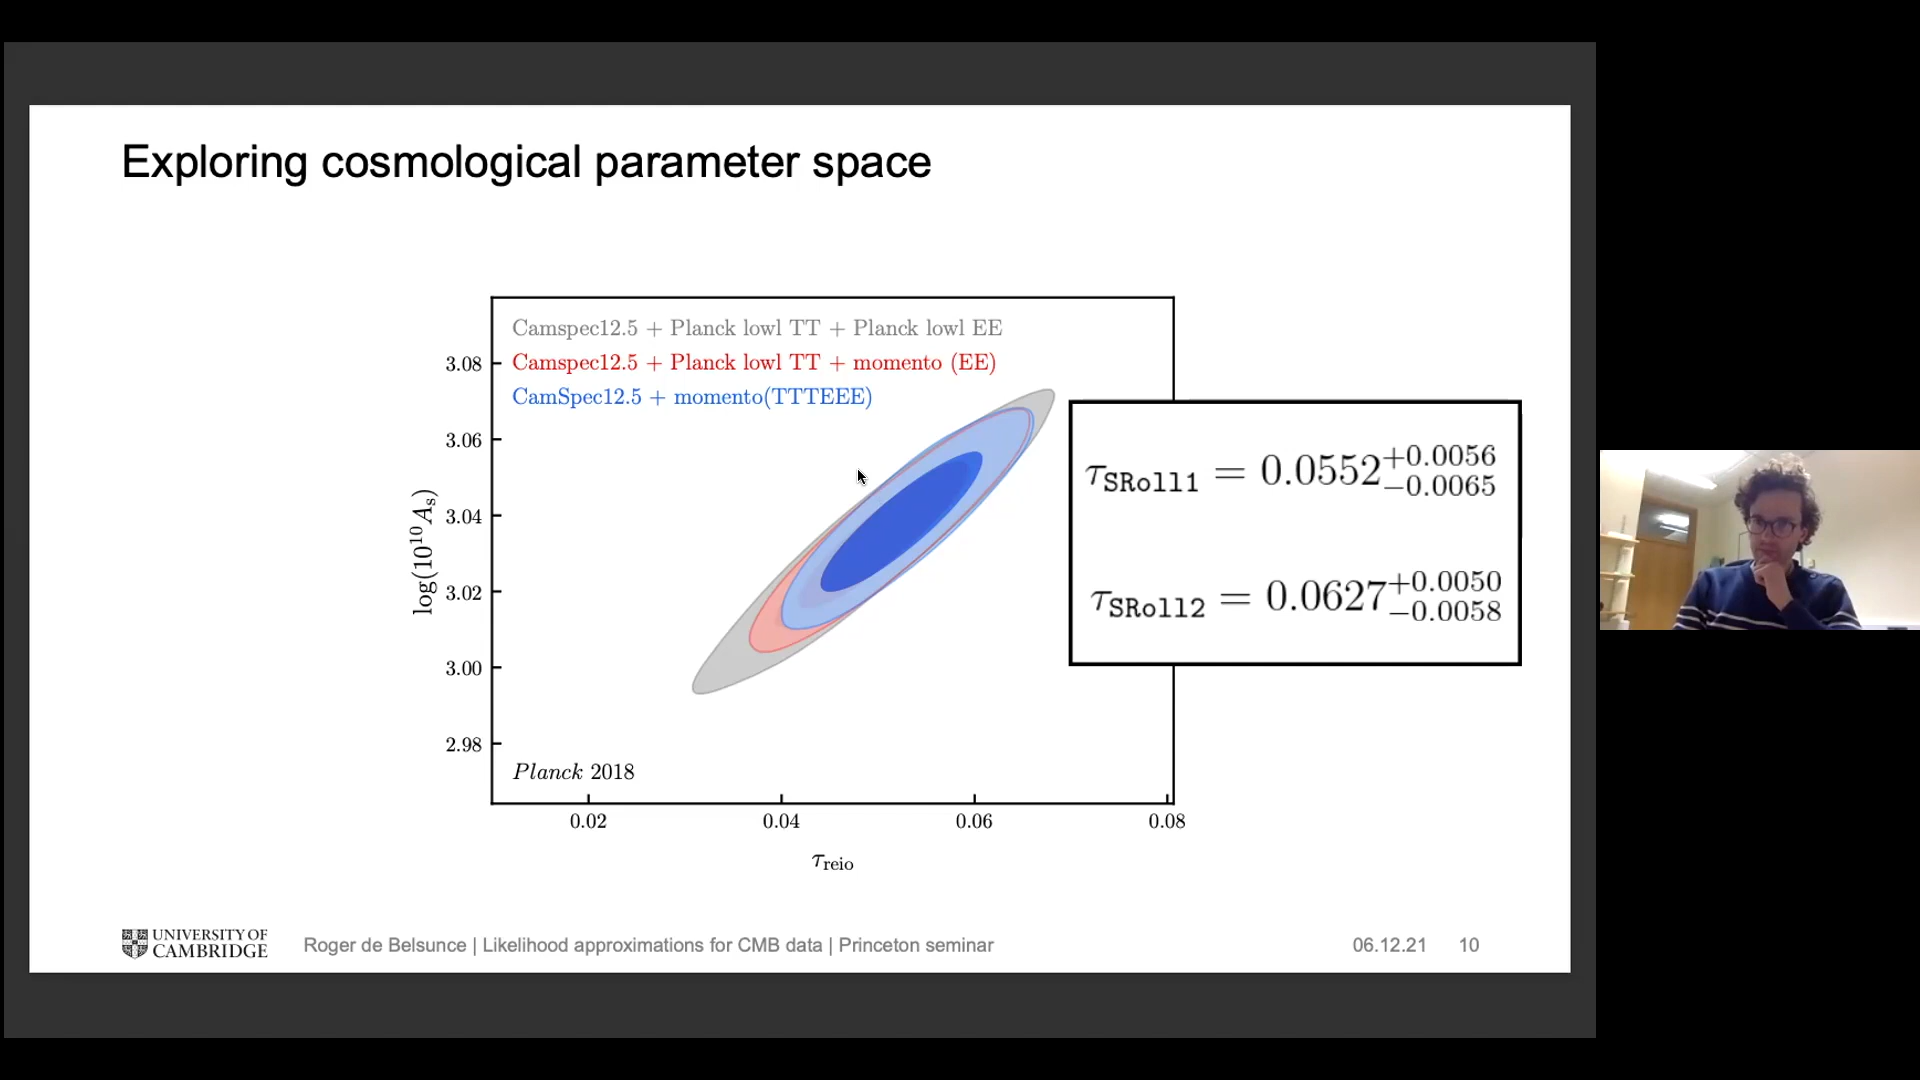 Exploring cosmological parameter space
Camspec12.5 + Planck lowl TT + Planck lowl EE
Camspec12.5 + Planck lowl TT + momento (EE)
CamSpec12.5 + momento(TTTEEE)
3.08
3.06
3.04
3.02
3.00
2.98
log(10¹⁰Aₛ)
τ_SRoll1 = 0.0552 +0.0056 −0.0065
τ_SRoll2 = 0.0627 +0.0050 −0.0058
Planck 2018
0.02 0.04 0.06 0.08
τ_reio
UNIVERSITY OF
CAMBRIDGE
Roger de Belsunce | Likelihood approximations for CMB data | Princeton seminar
06.12.21 10